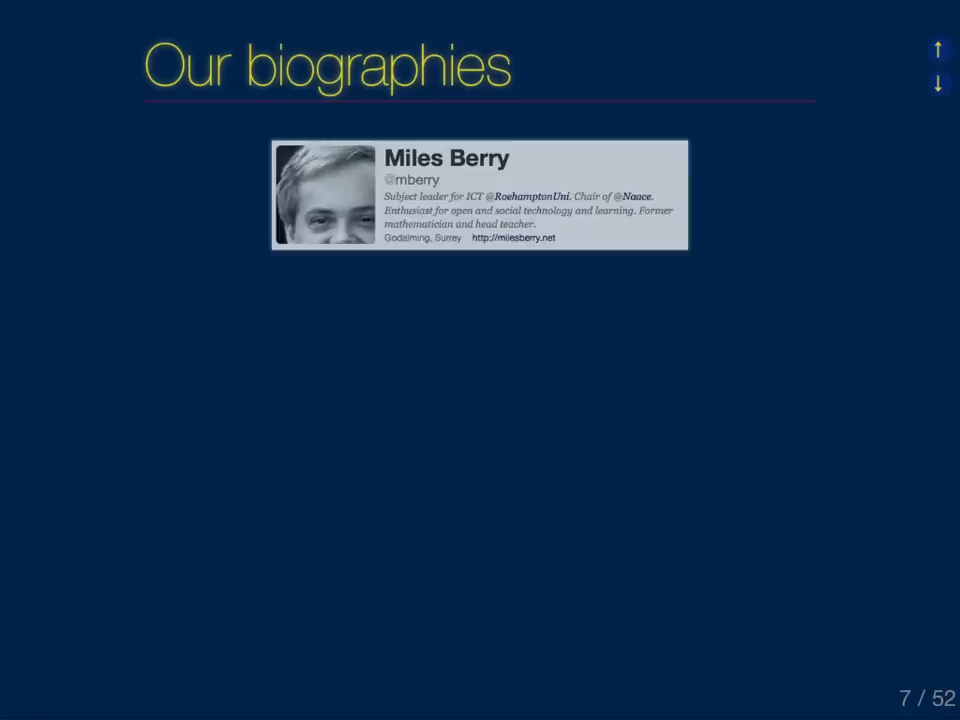 Our biographies
↑
↓
Miles Berry
@mberry
Subject leader for ICT @RoehamptonUni. Chair of @Naace.
Enthusiast for open and social technology and learning. Former
mathematician and head teacher.
Godalming, Surrey http://milesberry.net
7 / 52